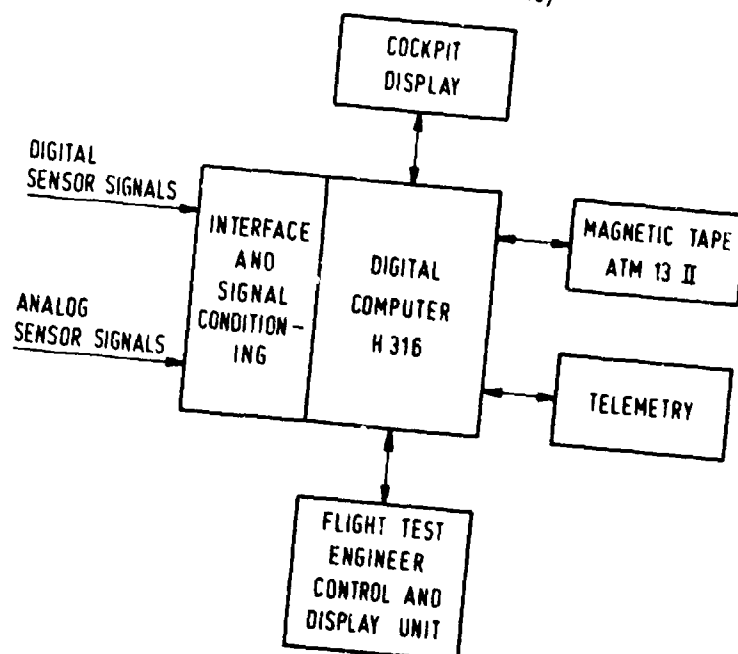 COCKPIT
DISPLAY
DIGITAL
SENSOR SIGNALS
ANALOG
SENSOR SIGNALS
INTERFACE
AND
SIGNAL
CONDITION-
ING
DIGITAL
COMPUTER
H 316
MAGNETIC TAPE
ATM 13 II
TELEMETRY
FLIGHT TEST
ENGINEER
CONTROL AND
DISPLAY UNIT